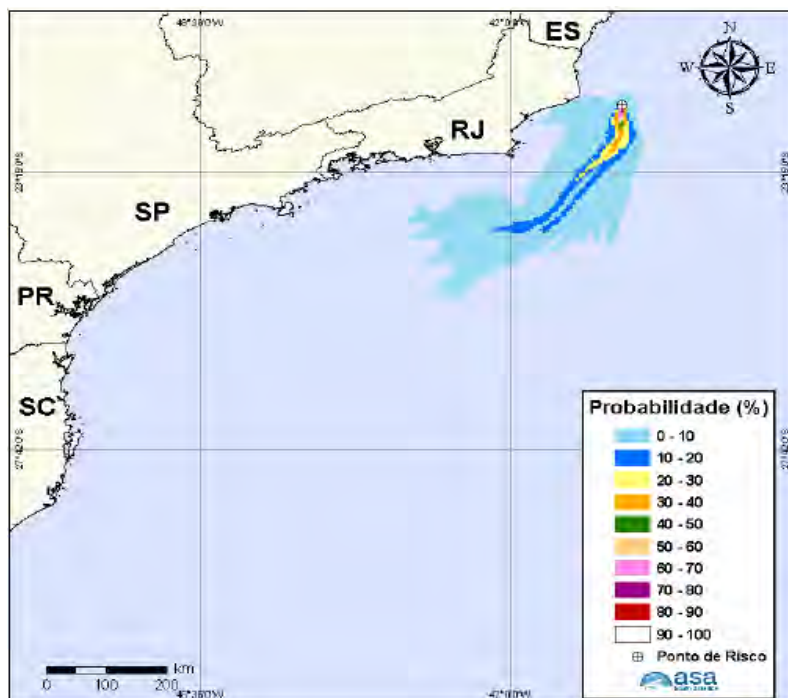 ES
N
W E
S
RJ
SP
PR
SC
Probabilidade (%)
0 - 10
10 - 20
20 - 30
30 - 40
40 - 50
50 - 60
60 - 70
70 - 80
80 - 90
90 - 100
Ponto de Risco
asa
km
0 50 100 200